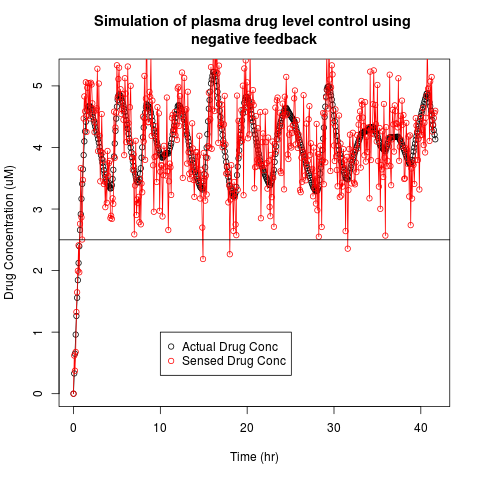 Simulation of plasma drug level control using
negative feedback
Drug Concentration (uM)
5
4
3
2
1
0
Actual Drug Conc
Sensed Drug Conc
0 10 20 30 40
Time (hr)